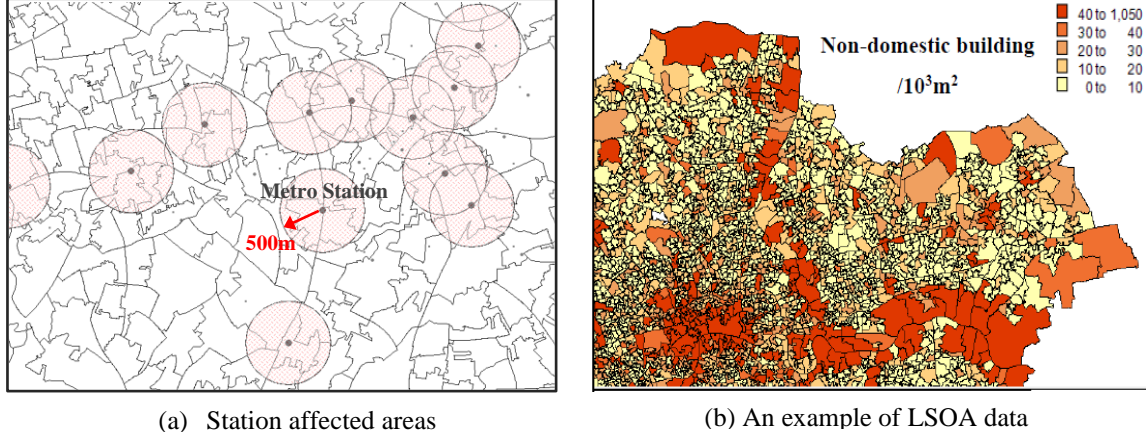 Metro Station
500m
(a) Station affected areas
Non-domestic building
/10³m²
40 to 1,050
30 to 40
20 to 30
10 to 20
0 to 10
(b) An example of LSOA data